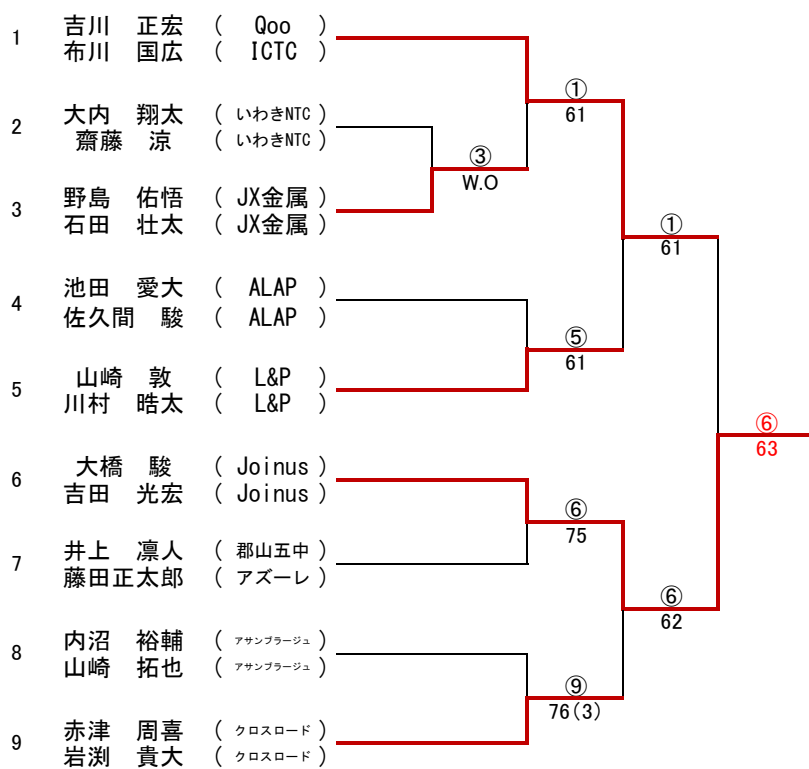 1 吉川 正宏 ( Qoo )
布川 国広 ( ICTC )
①
61
2 大内 翔太 ( いわきNTC )
齋藤 涼 ( いわきNTC )
③
W.O
3 野島 佑悟 ( JX金属 )
石田 壮太 ( JX金属 )
①
61
4 池田 愛大 ( ALAP )
佐久間 駿 ( ALAP )
⑤
61
5 山崎 敦 ( L&P )
川村 晧太 ( L&P )
⑥
63
6 大橋 駿 ( Joinus )
吉田 光宏 ( Joinus )
⑥
75
7 井上 凛人 ( 郡山五中 )
藤田正太郎 ( アズーレ )
⑥
62
8 内沼 裕輔 ( アサンブラージュ )
山崎 拓也 ( アサンブラージュ )
⑨
76(3)
9 赤津 周喜 ( クロスロード )
岩渕 貴大 ( クロスロード )